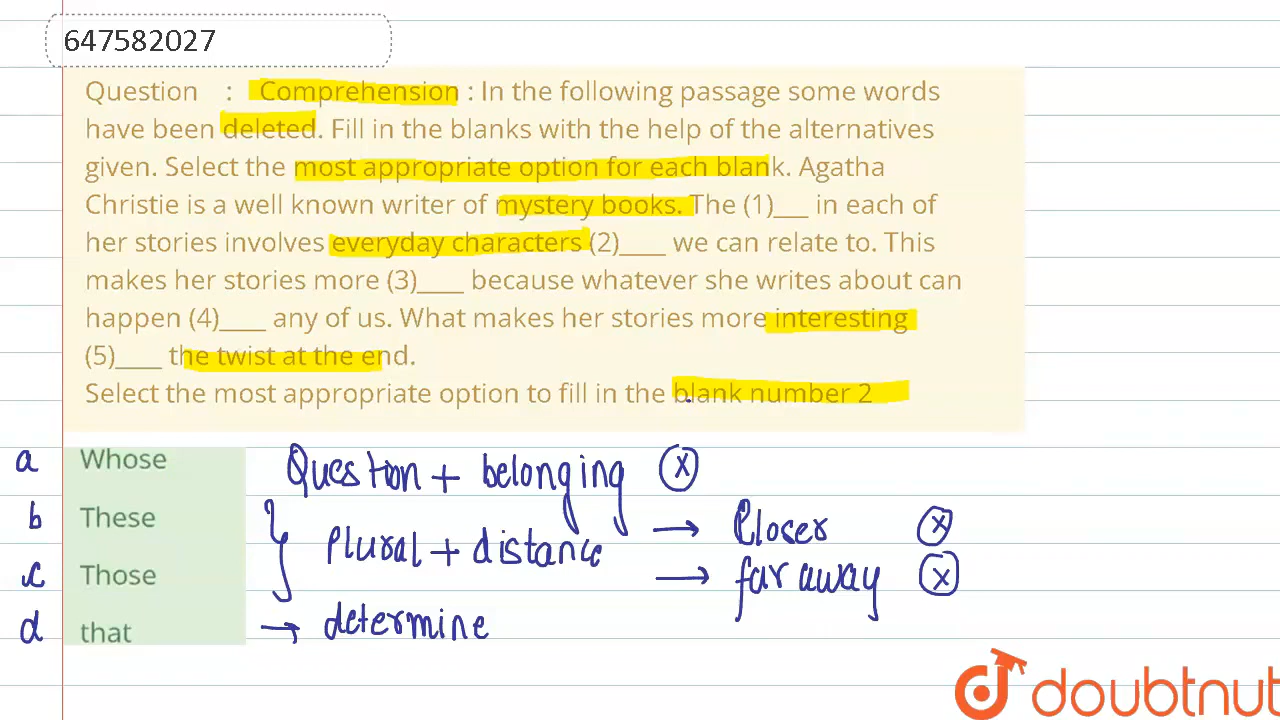 647582027
Question : Comprehension : In the following passage some words
have been deleted. Fill in the blanks with the help of the alternatives
given. Select the most appropriate option for each blank. Agatha
Christie is a well known writer of mystery books. The (1)___ in each of
her stories involves everyday characters (2)____ we can relate to. This
makes her stories more (3)____ because whatever she writes about can
happen (4)____ any of us. What makes her stories more interesting
(5)____ the twist at the end.
Select the most appropriate option to fill in the blank number 2
a Whose Question + belonging (x)
b These → Closer (x)
} Plural + distance
c Those → far away (x)
d that → determine
doubtnut